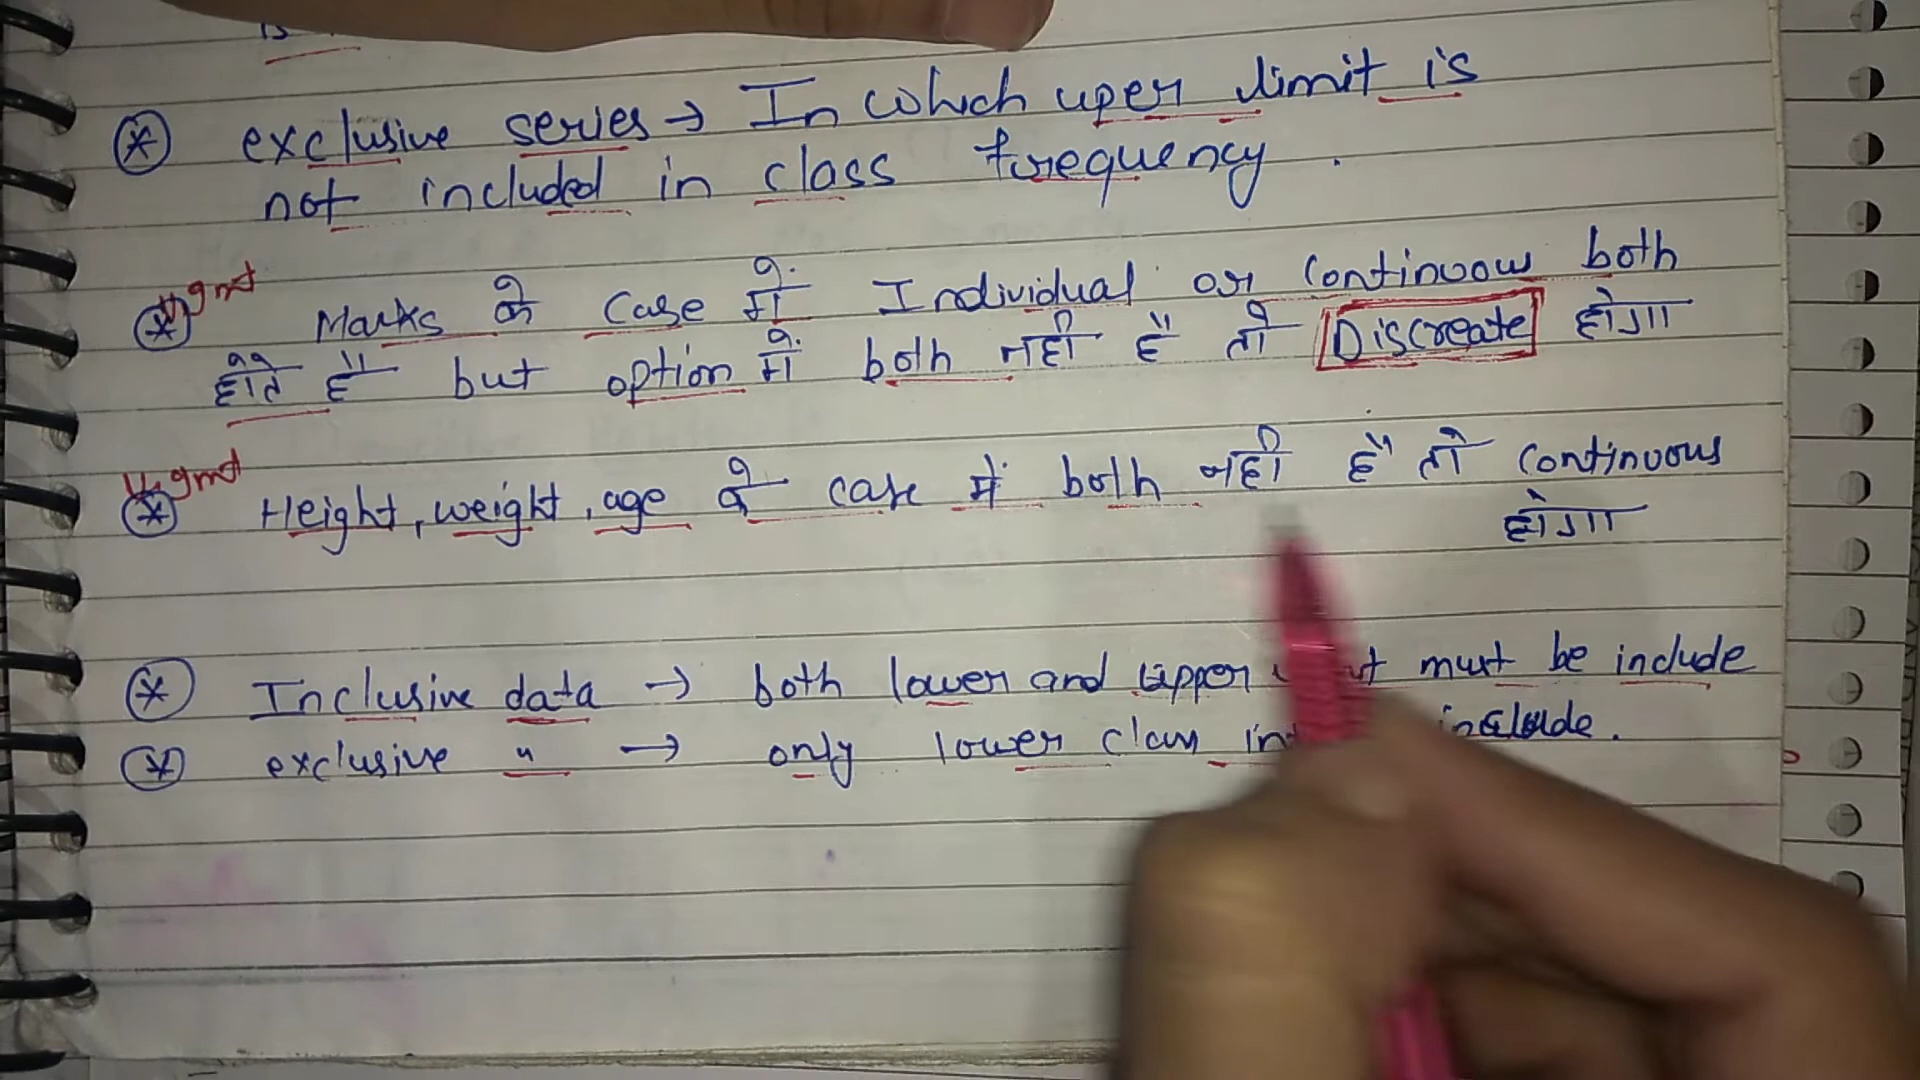 is
* exclusive series → In which uper limit is
not included in class frequency .
* Marks के case में Individual or continuous both
होते है but option में both नही है तो Discreate होगा
* Height, weight, age के case में both नही है तो continuous
होगा
* Inclusive data → both lower and upper must be include
* exclusive " → only lower class include.